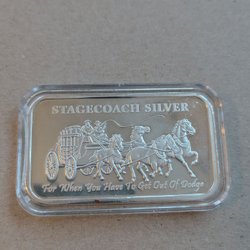 STAGECOACH SILVER
For When You Have To Get Out Of Dodge